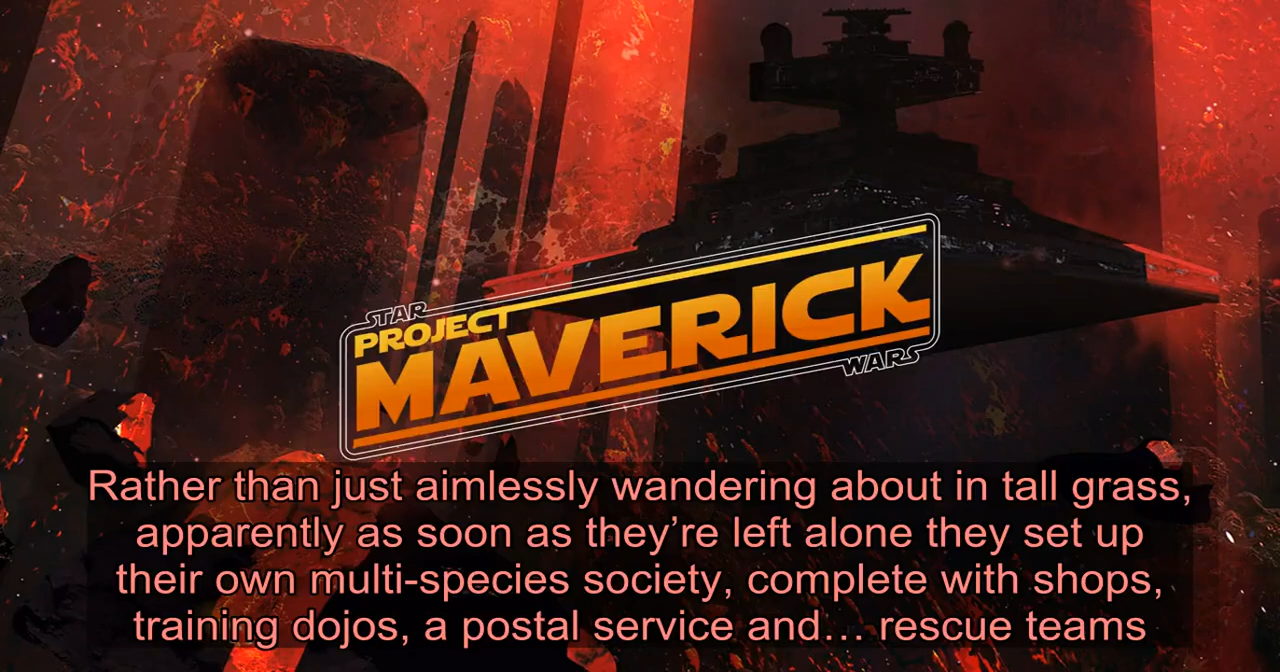 STAR
PROJECT
MAVERICK
WARS
Rather than just aimlessly wandering about in tall grass,
apparently as soon as they’re left alone they set up
their own multi-species society, complete with shops,
training dojos, a postal service and… rescue teams